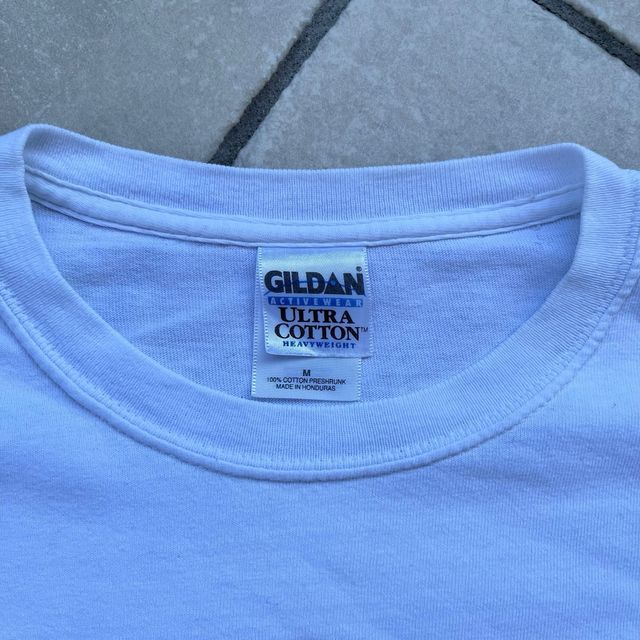 GILDAN®
ACTIVEWEAR
ULTRA
COTTON™
HEAVYWEIGHT
M
100% COTTON PRESHRUNK
MADE IN HONDURAS